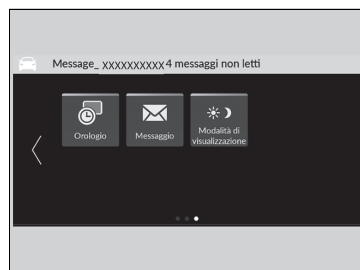 Message_ XXXXXXXXXX 4 messaggi non letti
Orologio
Messaggio
Modalità di
visualizzazione